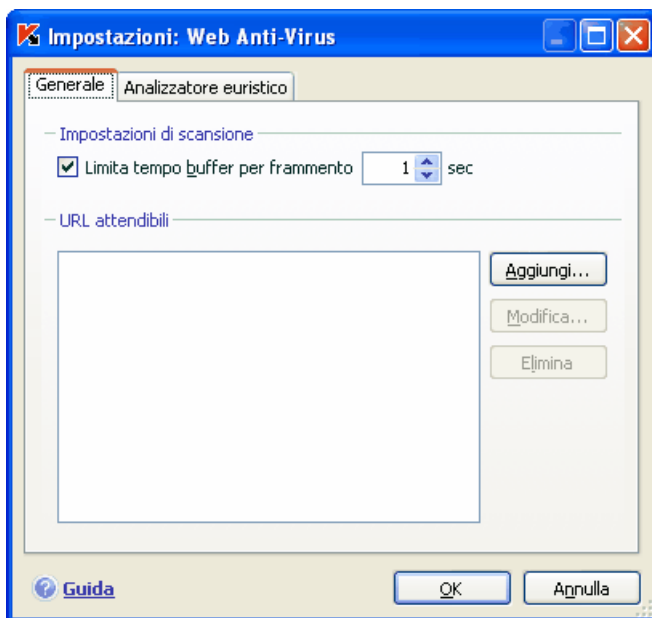 Impostazioni: Web Anti-Virus
Generale
Analizzatore euristico
Impostazioni di scansione
Limita tempo buffer per frammento 1 sec
URL attendibili
Aggiungi...
Modifica...
Elimina
Guida
OK
Annulla